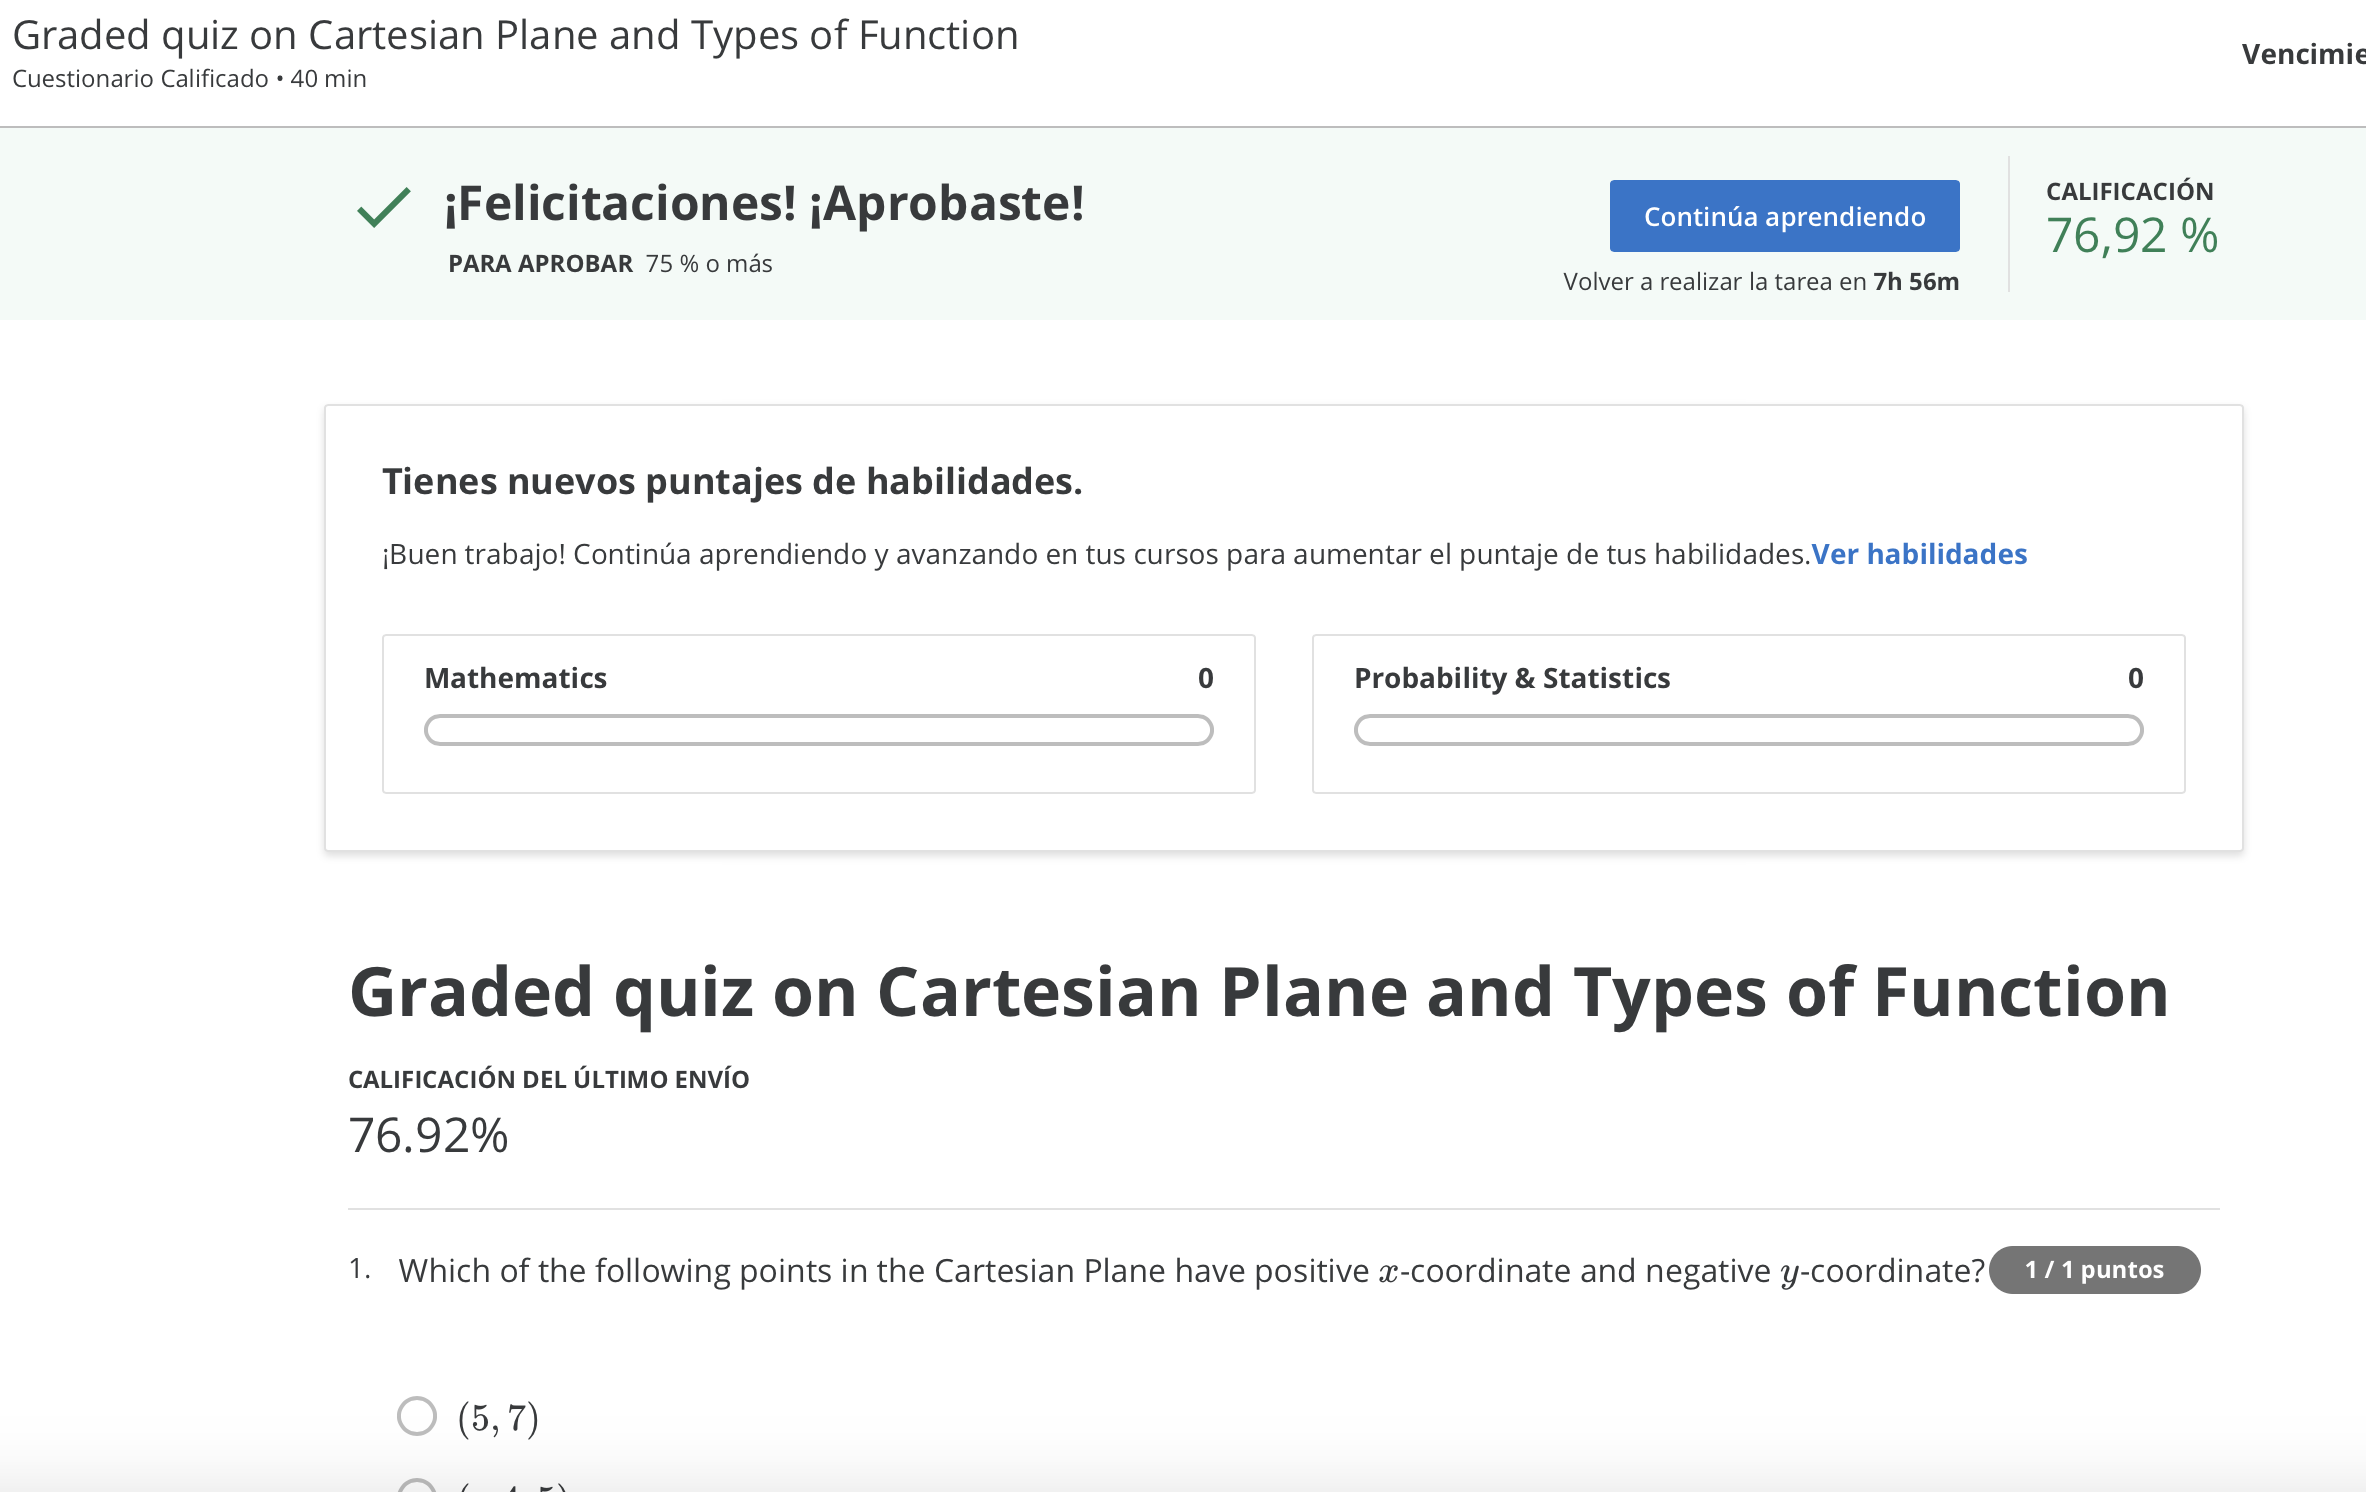 Graded quiz on Cartesian Plane and Types of Function
Cuestionario Calificado • 40 min
Vencimie
¡Felicitaciones! ¡Aprobaste!
PARA APROBAR 75 % o más
Continúa aprendiendo
Volver a realizar la tarea en 7h 56m
CALIFICACIÓN
76,92 %
Tienes nuevos puntajes de habilidades.
¡Buen trabajo! Continúa aprendiendo y avanzando en tus cursos para aumentar el puntaje de tus habilidades.Ver habilidades
Mathematics 0
Probability & Statistics 0
Graded quiz on Cartesian Plane and Types of Function
CALIFICACIÓN DEL ÚLTIMO ENVÍO
76.92%
1. Which of the following points in the Cartesian Plane have positive x-coordinate and negative y-coordinate? 1 / 1 puntos
(5, 7)